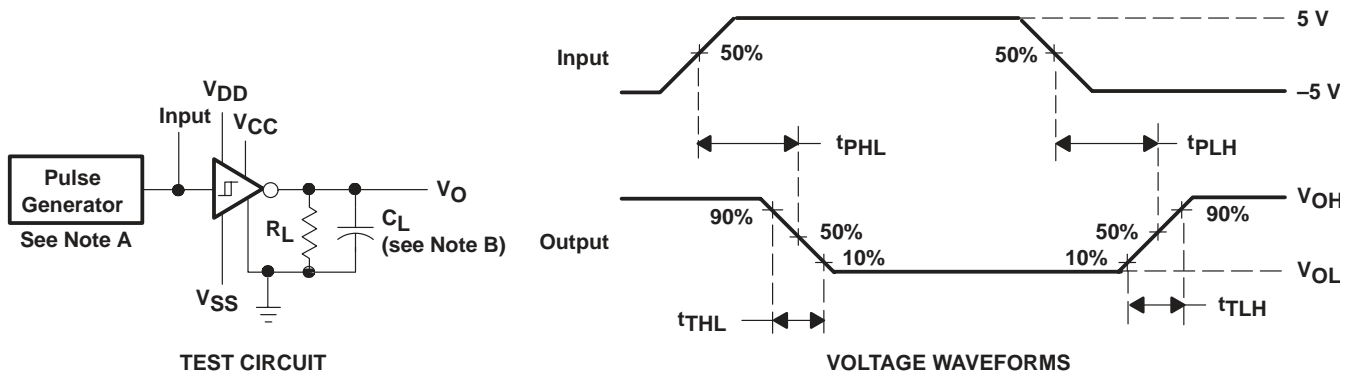 Pulse
Generator
See Note A
Input
VDD
VCC
VSS
RL
CL
(see Note B)
VO
TEST CIRCUIT
Input
50%
50%
5 V
–5 V
tPHL
tPLH
Output
90%
50%
10%
10%
50%
90%
VOH
VOL
tTHL
tTLH
VOLTAGE WAVEFORMS